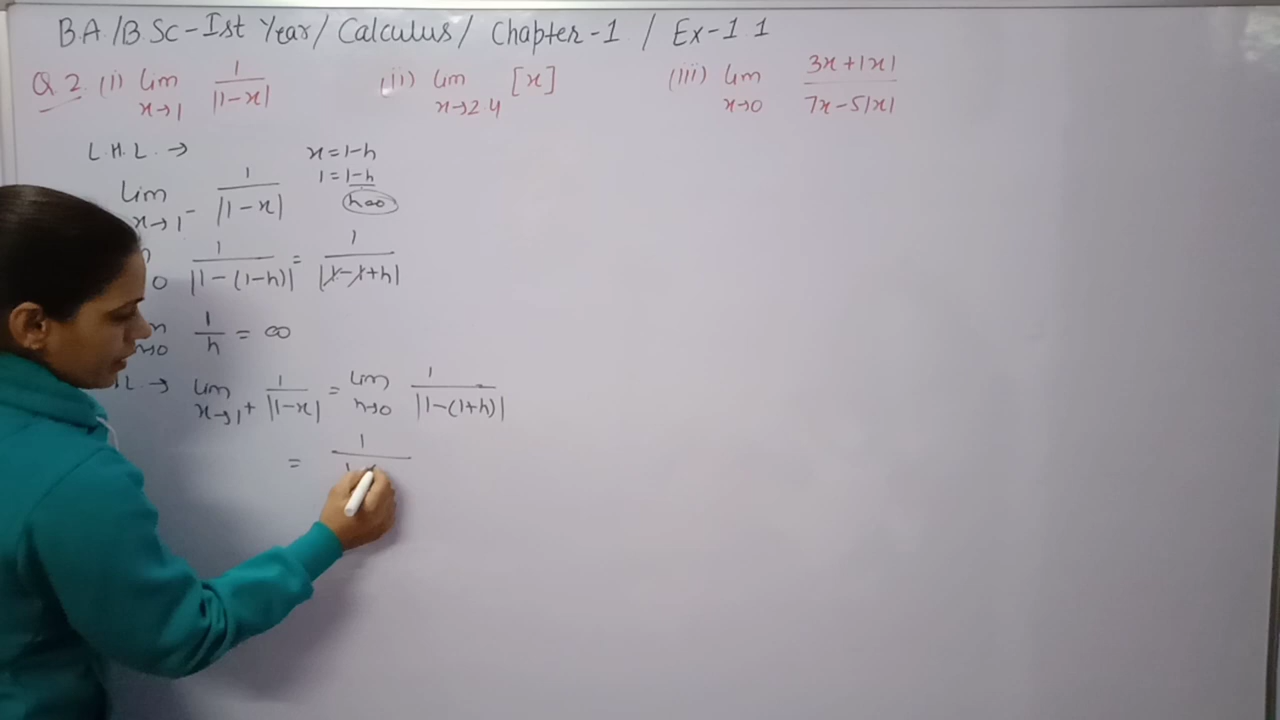 B.A./B Sc-Ist Year/ Calculus/ Chapter-1 / Ex-1 1
Q.2. (i) lim x→1 1/|1-x| (ii) lim x→2 4 [x] (iii) lim x→0 3x+|x| / 7x-5|x|
L.H.L. → x=1-h
1=1-h
lim x→1- 1/|1-x| h=0
0 1/|1-(1-h)| = 1/|1-1+h|
1/h = ∞
L → lim x→1+ 1/|1-x| = lim h→0 1/|1-(1+h)|
= 1/